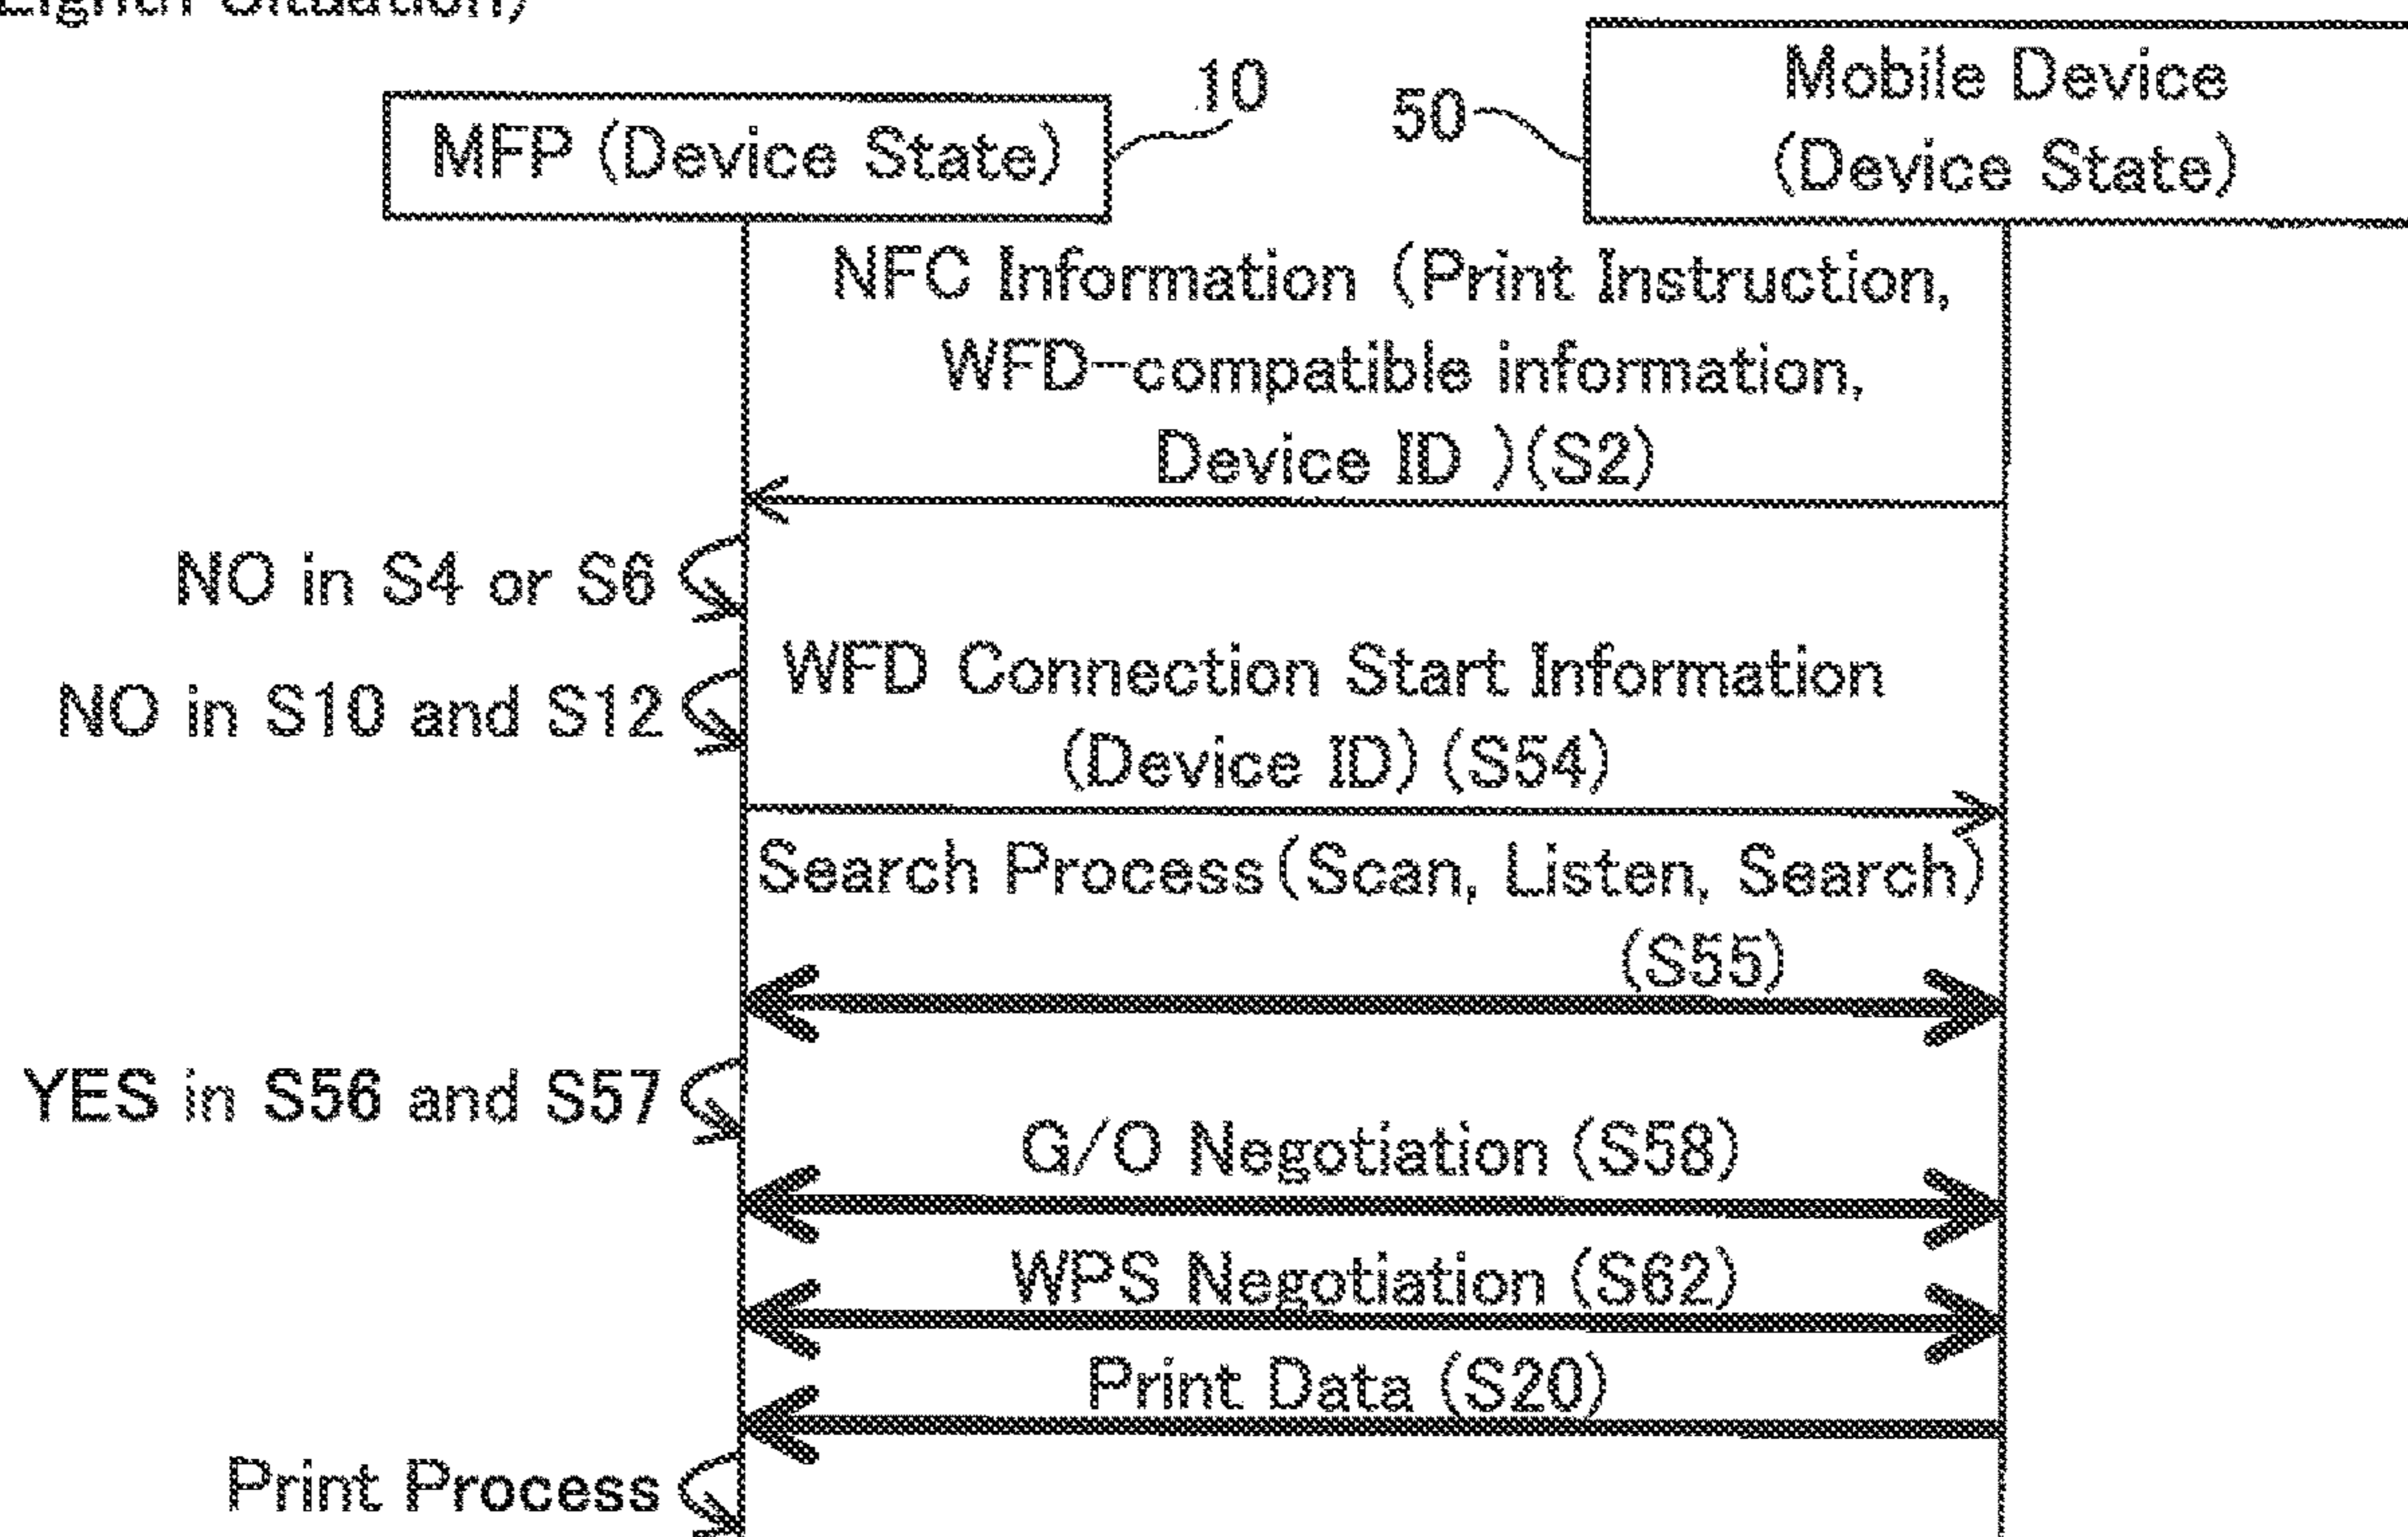 Eighth Situation)
10
50
MFP (Device State)
Mobile Device
(Device State)
NFC Information (Print Instruction,
WFD-compatible information,
Device ID )(S2)
NO in S4 or S6
WFD Connection Start Information
NO in S10 and S12
(Device ID) (S54)
Search Process(Scan, Listen, Search)
(S55)
YES in S56 and S57
G/O Negotiation (S58)
WPS Negotiation (S62)
Print Data (S20)
Print Process